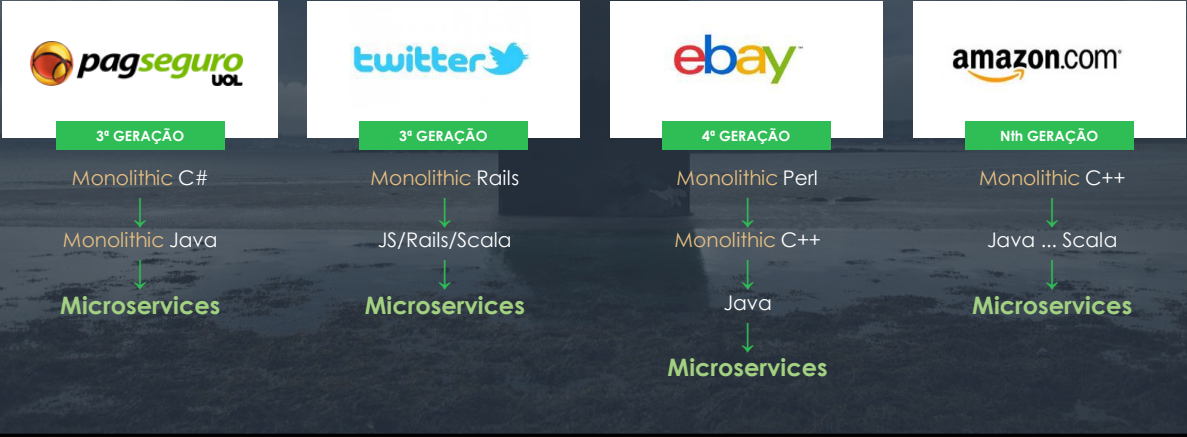 pagseguro
UOL
3ª GERAÇÃO
Monolithic C#
Monolithic Java
Microservices
twitter
3ª GERAÇÃO
Monolithic Rails
JS/Rails/Scala
Microservices
ebay
4ª GERAÇÃO
Monolithic Perl
Monolithic C++
Java
Microservices
amazon.com
Nth GERAÇÃO
Monolithic C++
Java ... Scala
Microservices